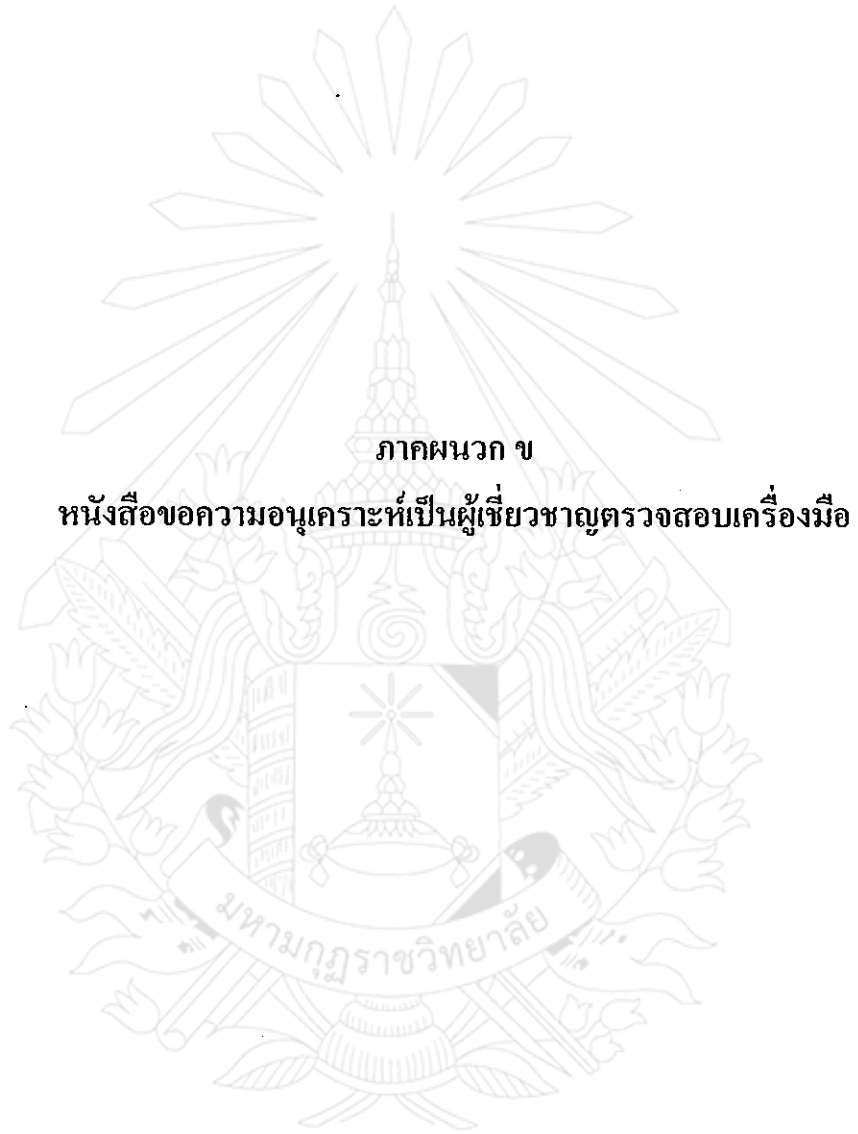 ภาคผนวก ข
หนังสือขอความอนุเคราะห์เป็นผู้เชี่ยวชาญตรวจสอบเครื่องมือ
มหามกุฏราชวิทยาลัย